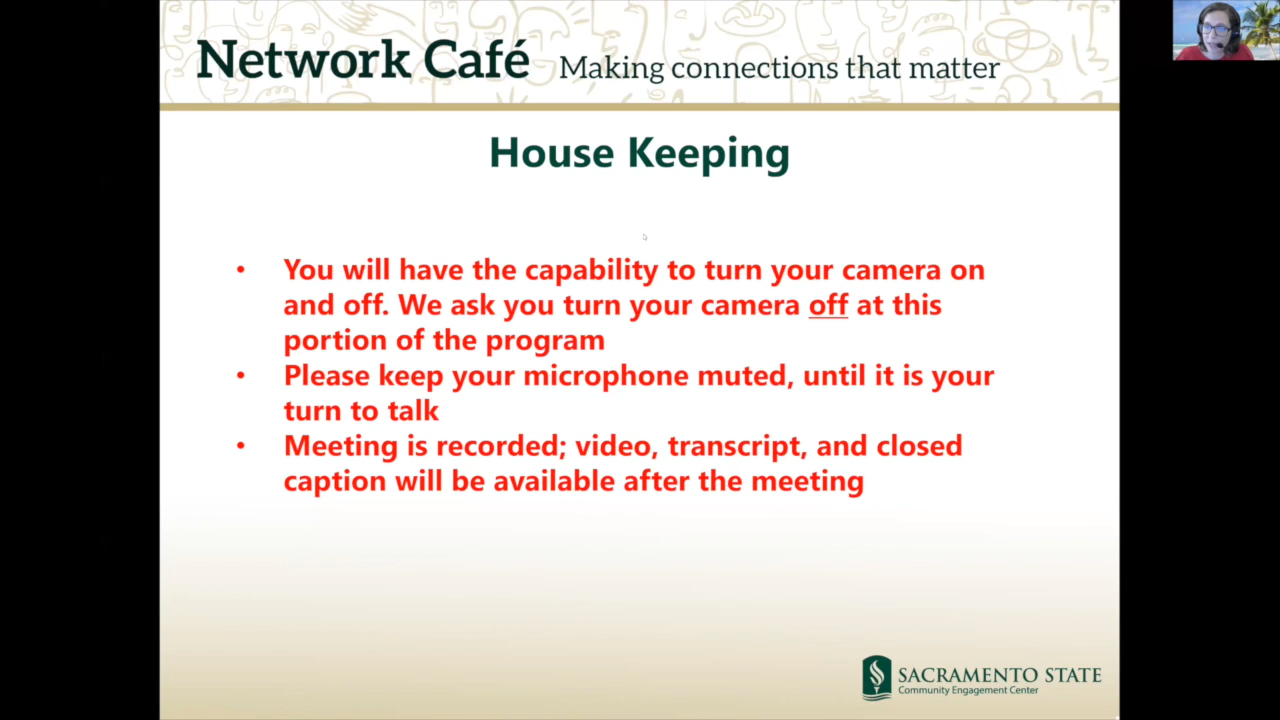 Network Café Making connections that matter
House Keeping
• You will have the capability to turn your camera on
and off. We ask you turn your camera off at this
portion of the program
• Please keep your microphone muted, until it is your
turn to talk
• Meeting is recorded; video, transcript, and closed
caption will be available after the meeting
SACRAMENTO STATE
Community Engagement Center